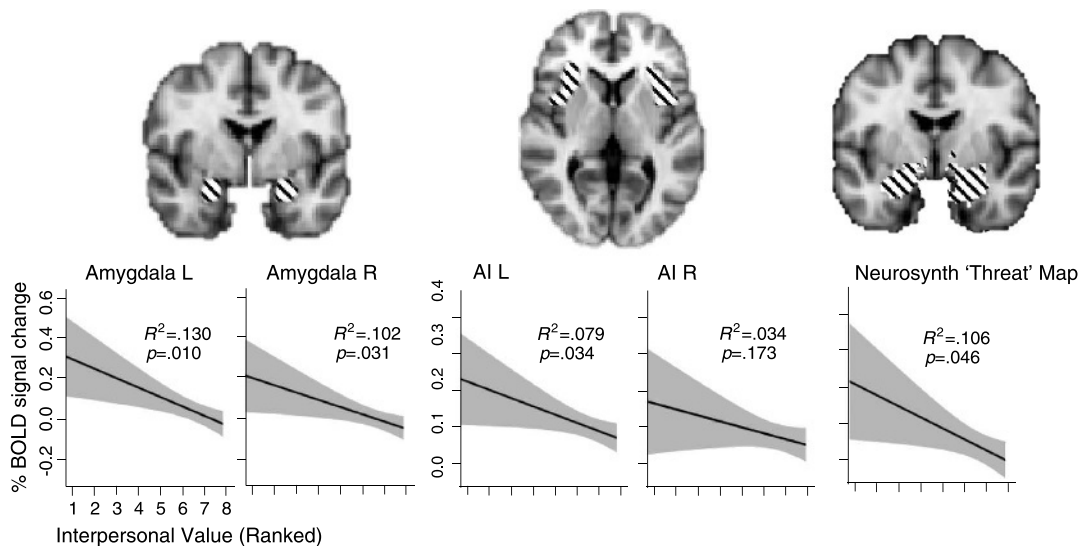 Amygdala L
Amygdala R
AI L
AI R
Neurosynth ‘Threat’ Map
% BOLD signal change
0.6
0.4
0.2
0.0
-0.2
R²=.130
p=.010
R²=.102
p=.031
0.4
0.3
0.2
0.1
0.0
R²=.079
p=.034
R²=.034
p=.173
R²=.106
p=.046
1 2 3 4 5 6 7 8
Interpersonal Value (Ranked)